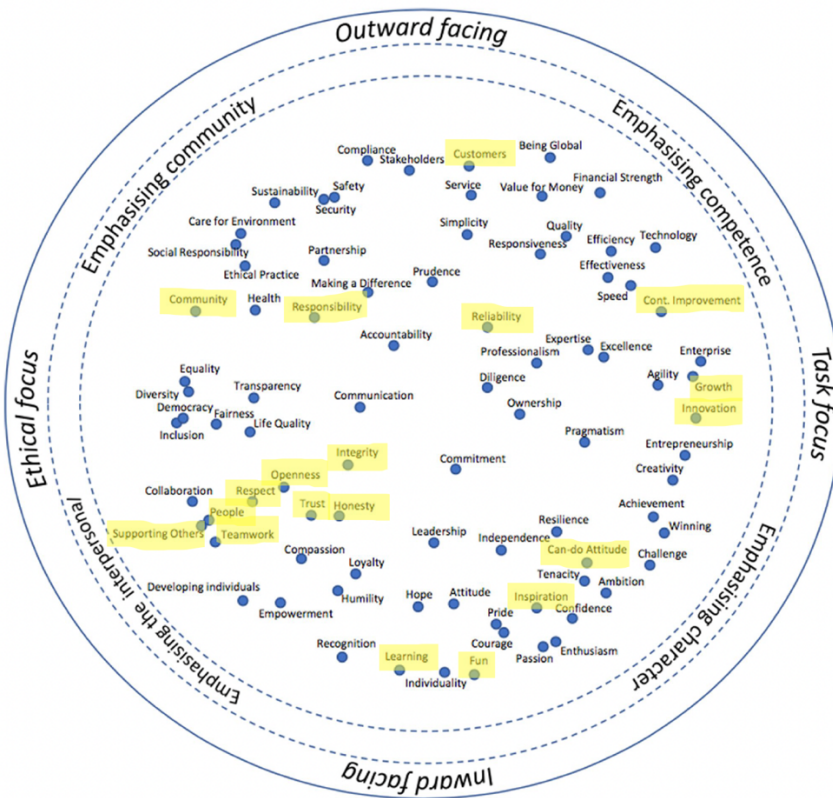 Outward facing
Emphasising community
Emphasising competence
Ethical focus
Task focus
Emphasising the Interpersonal
Emphasising character
Inward facing
Compliance
Stakeholders
Customers
Being Global
Sustainability
Safety
Security
Service
Value for Money
Financial Strength
Care for Environment
Simplicity
Quality
Social Responsibility
Partnership
Responsiveness
Efficiency
Technology
Ethical Practice
Prudence
Effectiveness
Making a Difference
Speed
Community
Health
Responsibility
Reliability
Cont. Improvement
Accountability
Expertise
Professionalism
Excellence
Enterprise
Equality
Diversity
Transparency
Communication
Diligence
Agility
Growth
Democracy
Fairness
Ownership
Innovation
Inclusion
Life Quality
Pragmatism
Integrity
Commitment
Entrepreneurship
Openness
Creativity
Collaboration
Respect
People
Trust
Honesty
Achievement
Supporting Others
Teamwork
Leadership
Independence
Resilience
Winning
Compassion
Can-do Attitude
Challenge
Loyalty
Tenacity
Developing individuals
Humility
Hope
Attitude
Inspiration
Ambition
Empowerment
Pride
Confidence
Courage
Recognition
Learning
Fun
Passion
Enthusiasm
Individuality